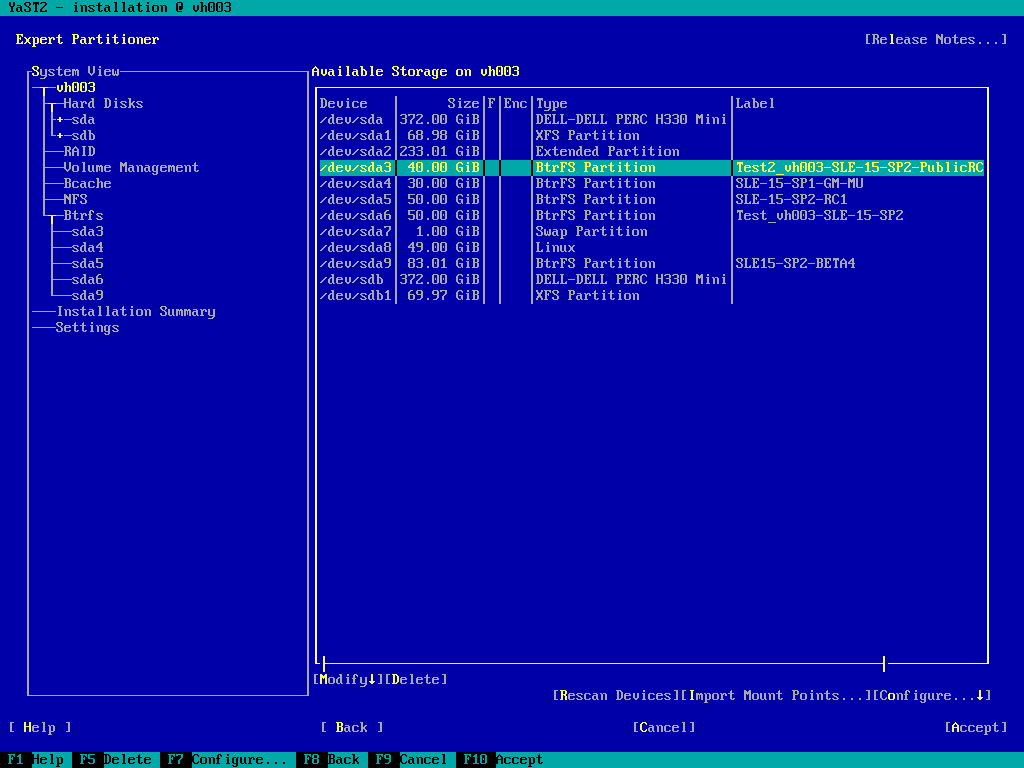 YaST2 - installation @ vh003
Expert Partitioner [Release Notes...]
System View Available Storage on vh003
vh003
Hard Disks Device Size F Enc Type Label
sda /dev/sda 372.00 GiB DELL-DELL PERC H330 Mini
sdb /dev/sda1 68.98 GiB XFS Partition
RAID /dev/sda2 233.01 GiB Extended Partition
Volume Management /dev/sda3 40.00 GiB BtrFS Partition Test2_vh003-SLE-15-SP2-PublicRC
Bcache /dev/sda4 30.00 GiB BtrFS Partition SLE-15-SP1-GM-MU
NFS /dev/sda5 50.00 GiB BtrFS Partition SLE-15-SP2-RC1
Btrfs /dev/sda6 50.00 GiB BtrFS Partition Test_vh003-SLE-15-SP2
sda3 /dev/sda7 1.00 GiB Swap Partition
sda4 /dev/sda8 49.00 GiB Linux
sda5 /dev/sda9 83.01 GiB BtrFS Partition SLE15-SP2-BETA4
sda6 /dev/sdb 372.00 GiB DELL-DELL PERC H330 Mini
sda9 /dev/sdb1 69.97 GiB XFS Partition
Installation Summary
Settings
[Modify↓][Delete]
[Rescan Devices][Import Mount Points...][Configure...↓]
[ Help ] [ Back ] [Cancel] [Accept]
F1 Help F5 Delete F7 Configure... F8 Back F9 Cancel F10 Accept